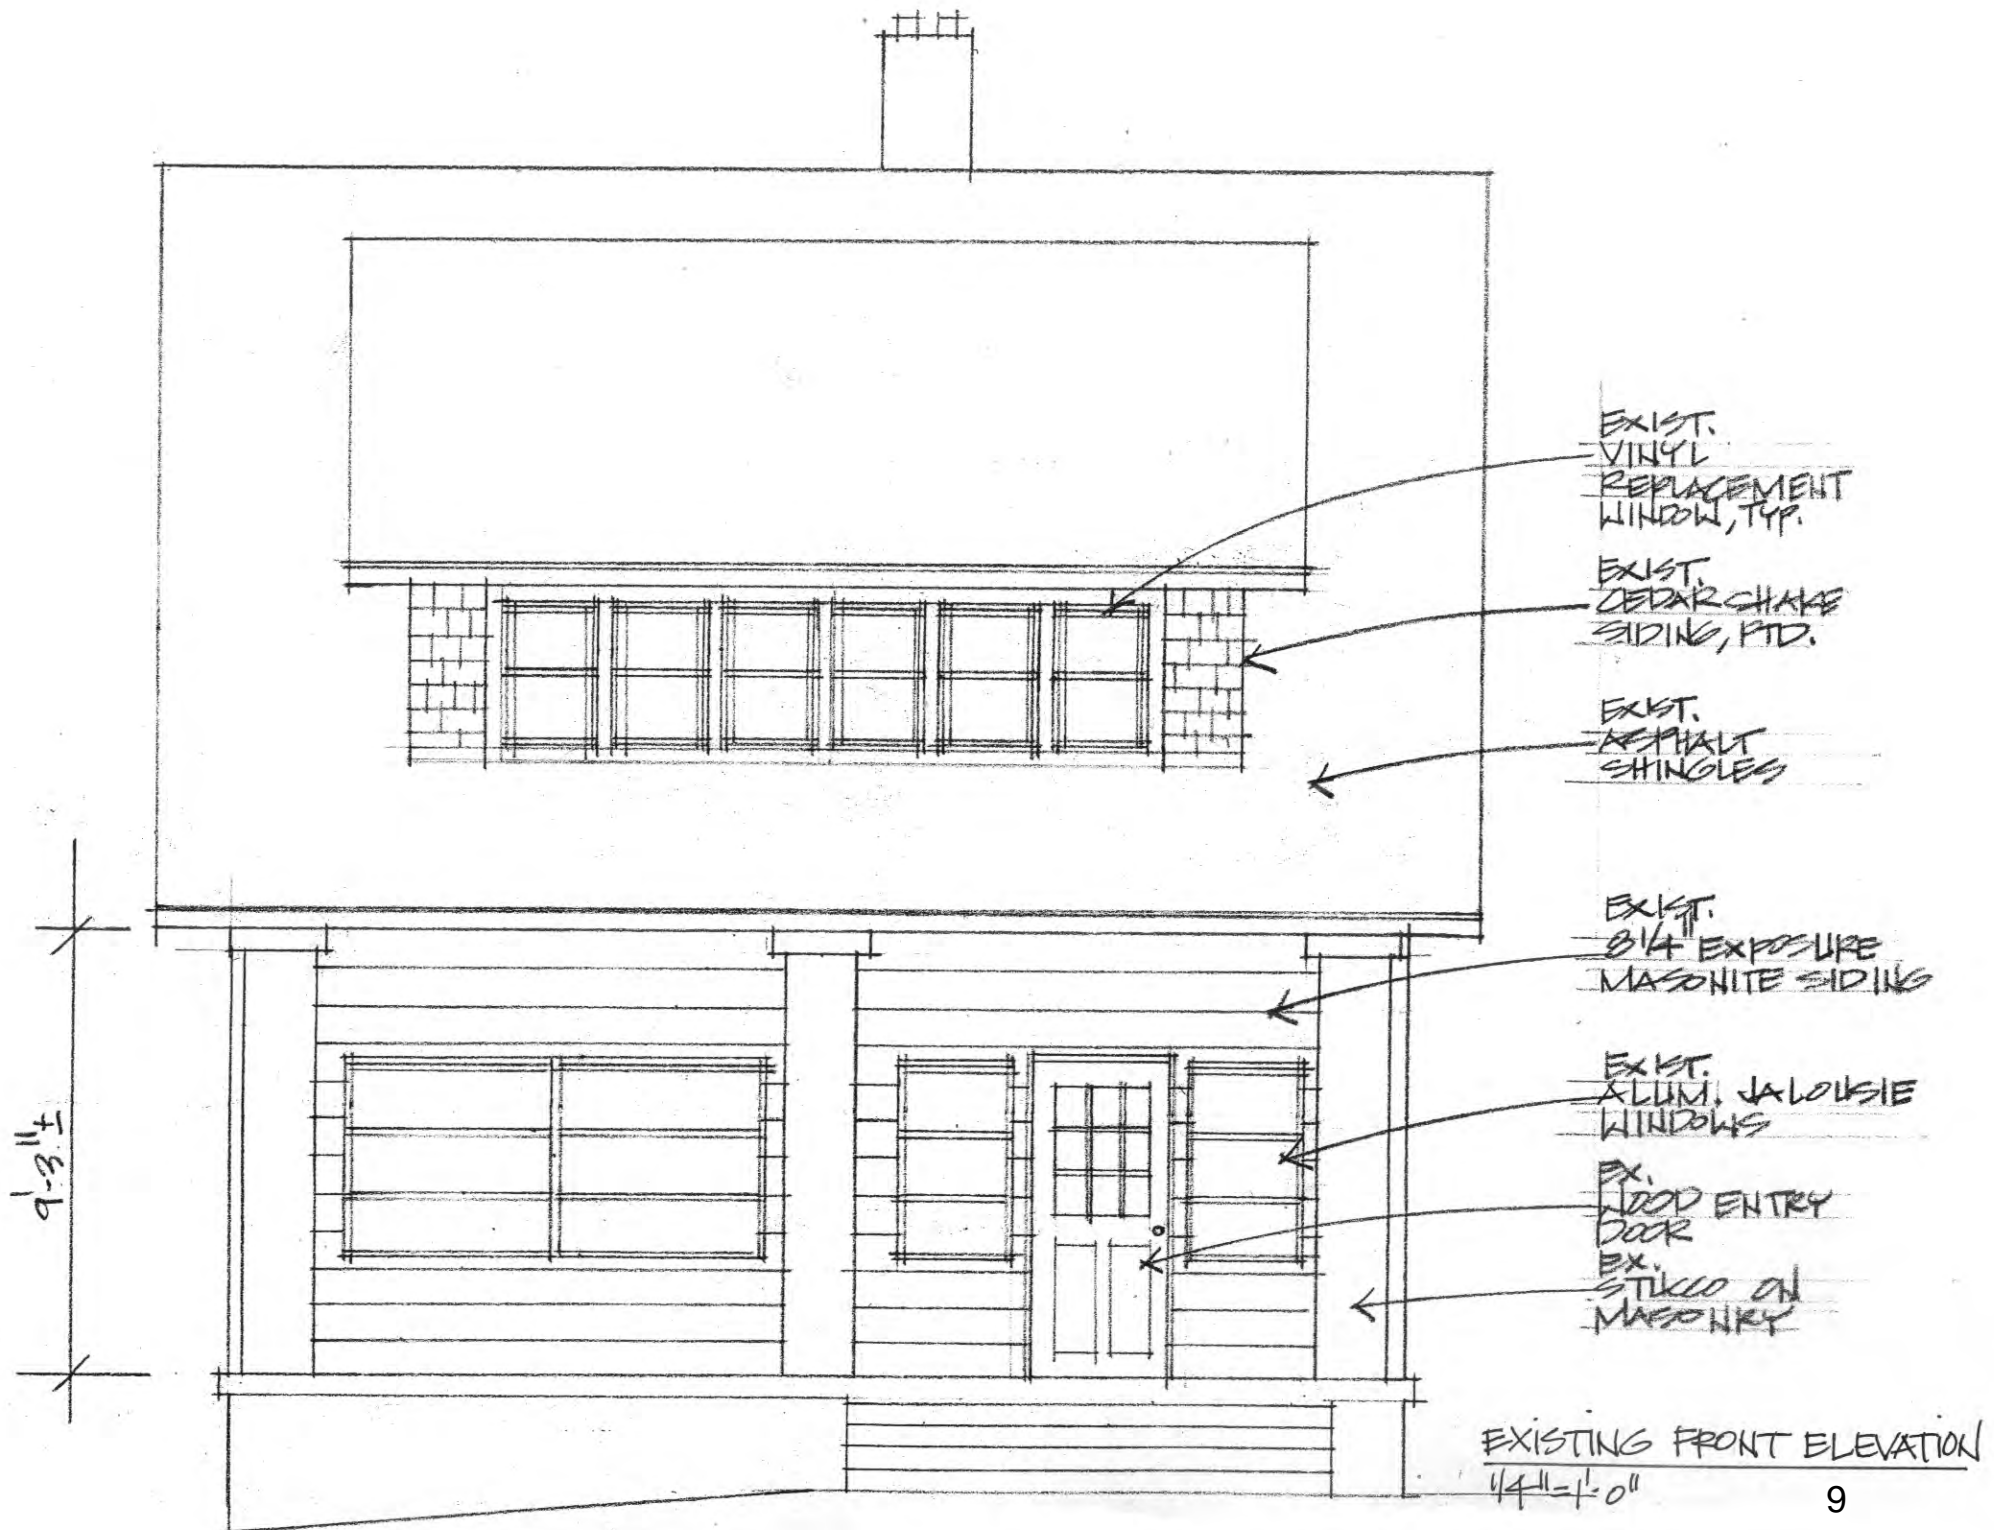 EXIST.
VINYL
REPLACEMENT
WINDOW, TYP.
EXIST.
CEDAR SHAKE
SIDING, PTD.
EXIST.
ASPHALT
SHINGLES
EXIST.
8 1/4" EXPOSURE
MASONITE SIDING
EXIST.
ALUM. JALOUSIE
WINDOWS
EX.
WOOD ENTRY
DOOR
EX.
STUCCO ON
MASONRY
9'-3" ±
EXISTING FRONT ELEVATION
1/4"=1'-0"
9